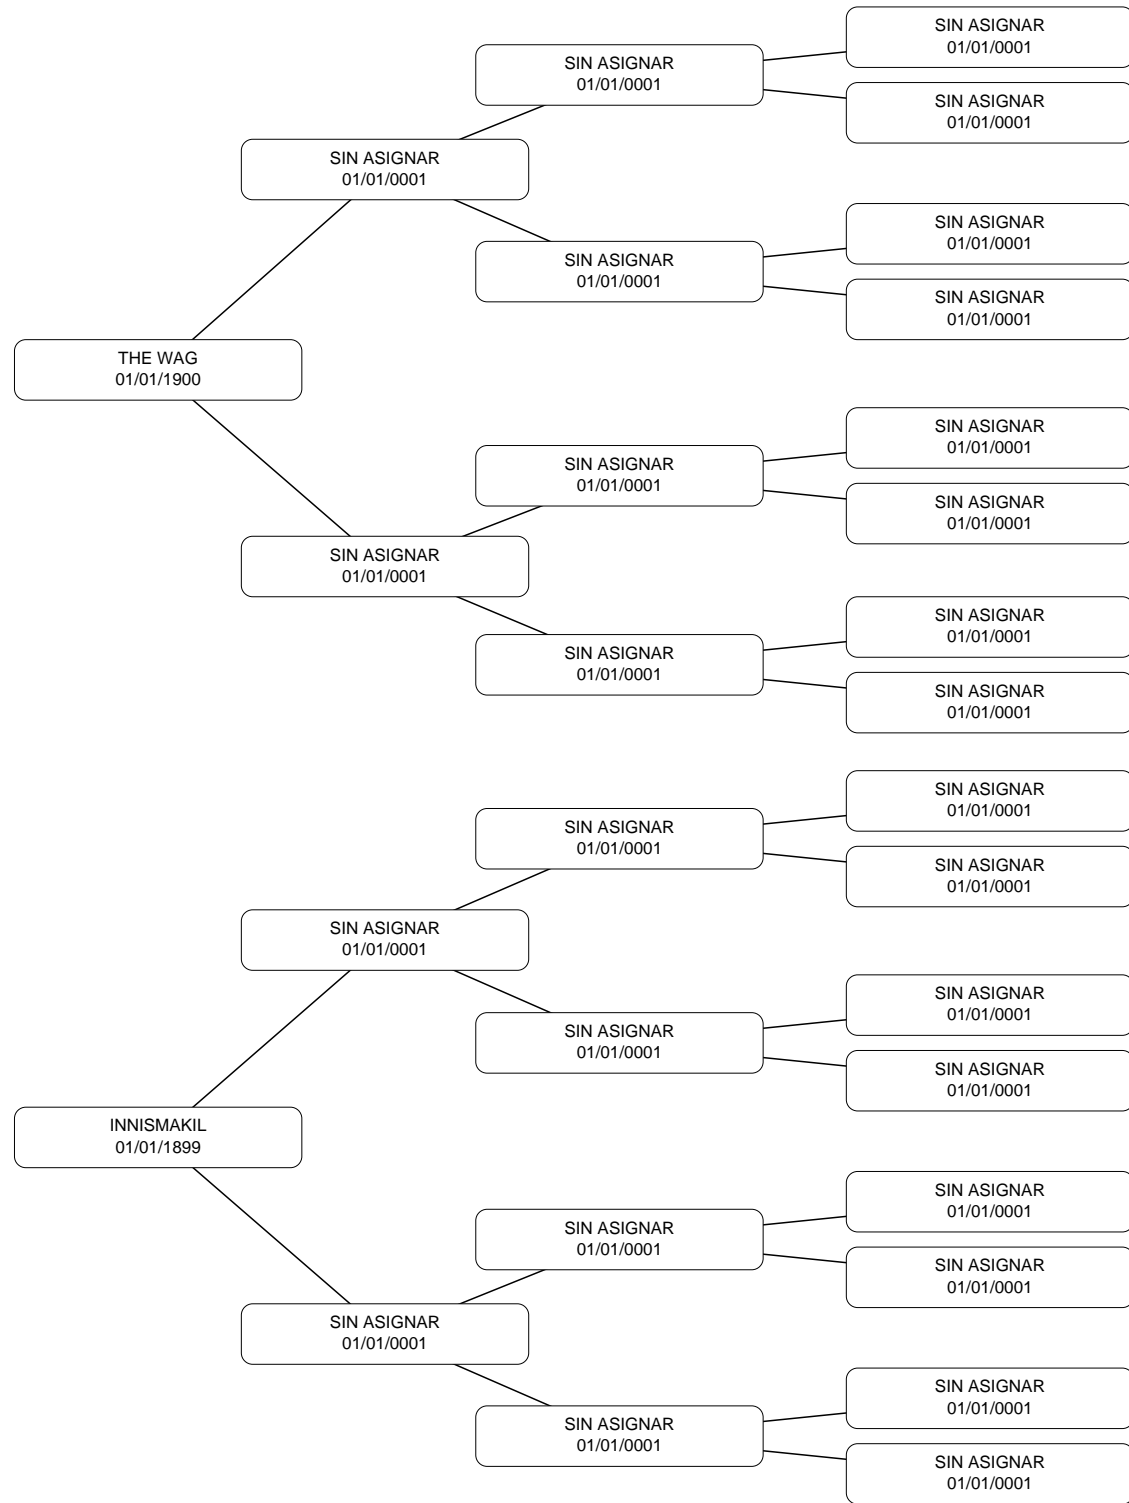 SIN ASIGNAR
01/01/0001
SIN ASIGNAR
01/01/0001
SIN ASIGNAR
01/01/0001
SIN ASIGNAR
01/01/0001
SIN ASIGNAR
01/01/0001
SIN ASIGNAR
01/01/0001
SIN ASIGNAR
01/01/0001
THE WAG
01/01/1900
SIN ASIGNAR
01/01/0001
SIN ASIGNAR
01/01/0001
SIN ASIGNAR
01/01/0001
SIN ASIGNAR
01/01/0001
SIN ASIGNAR
01/01/0001
SIN ASIGNAR
01/01/0001
SIN ASIGNAR
01/01/0001
SIN ASIGNAR
01/01/0001
SIN ASIGNAR
01/01/0001
SIN ASIGNAR
01/01/0001
SIN ASIGNAR
01/01/0001
SIN ASIGNAR
01/01/0001
SIN ASIGNAR
01/01/0001
SIN ASIGNAR
01/01/0001
INNISMAKIL
01/01/1899
SIN ASIGNAR
01/01/0001
SIN ASIGNAR
01/01/0001
SIN ASIGNAR
01/01/0001
SIN ASIGNAR
01/01/0001
SIN ASIGNAR
01/01/0001
SIN ASIGNAR
01/01/0001
SIN ASIGNAR
01/01/0001